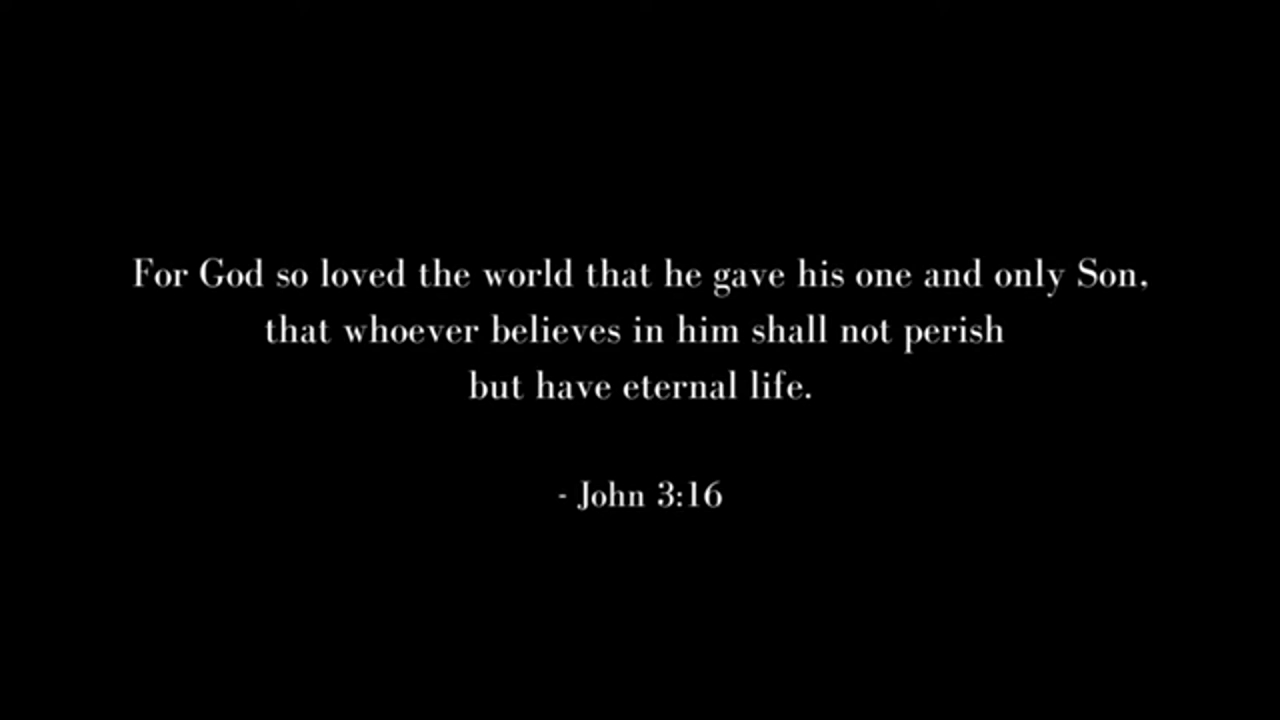 For God so loved the world that he gave his one and only Son,
that whoever believes in him shall not perish
but have eternal life.
- John 3:16